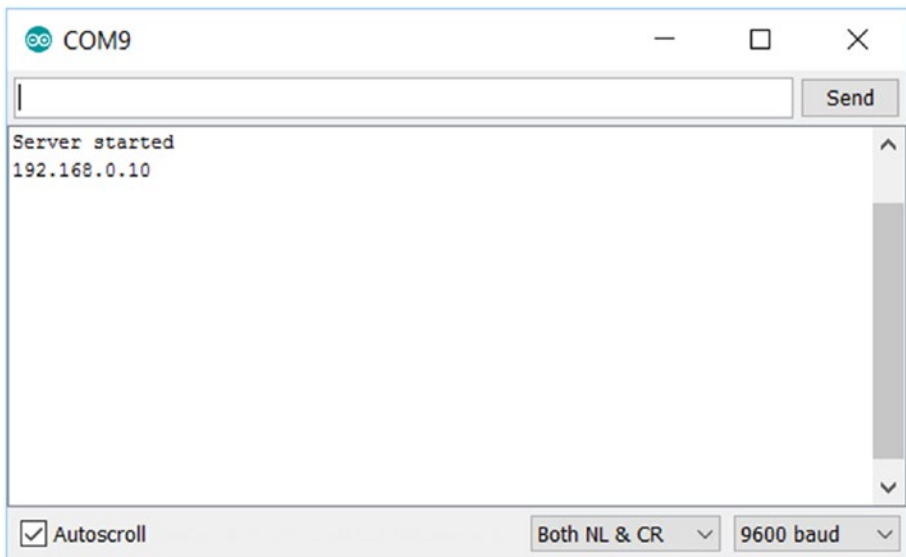 COM9
Send
Server started
192.168.0.10
Autoscroll
Both NL & CR
9600 baud